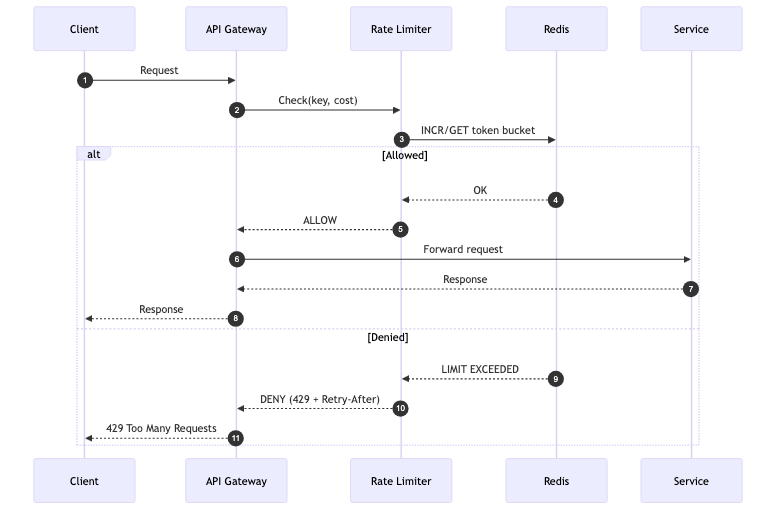 Client
API Gateway
Rate Limiter
Redis
Service
1
Request
2
Check(key, cost)
3
INCR/GET token bucket
alt
[Allowed]
OK
4
ALLOW
5
6
Forward request
Response
7
Response
8
[Denied]
LIMIT EXCEEDED
9
DENY (429 + Retry-After)
10
429 Too Many Requests
11
Client
API Gateway
Rate Limiter
Redis
Service